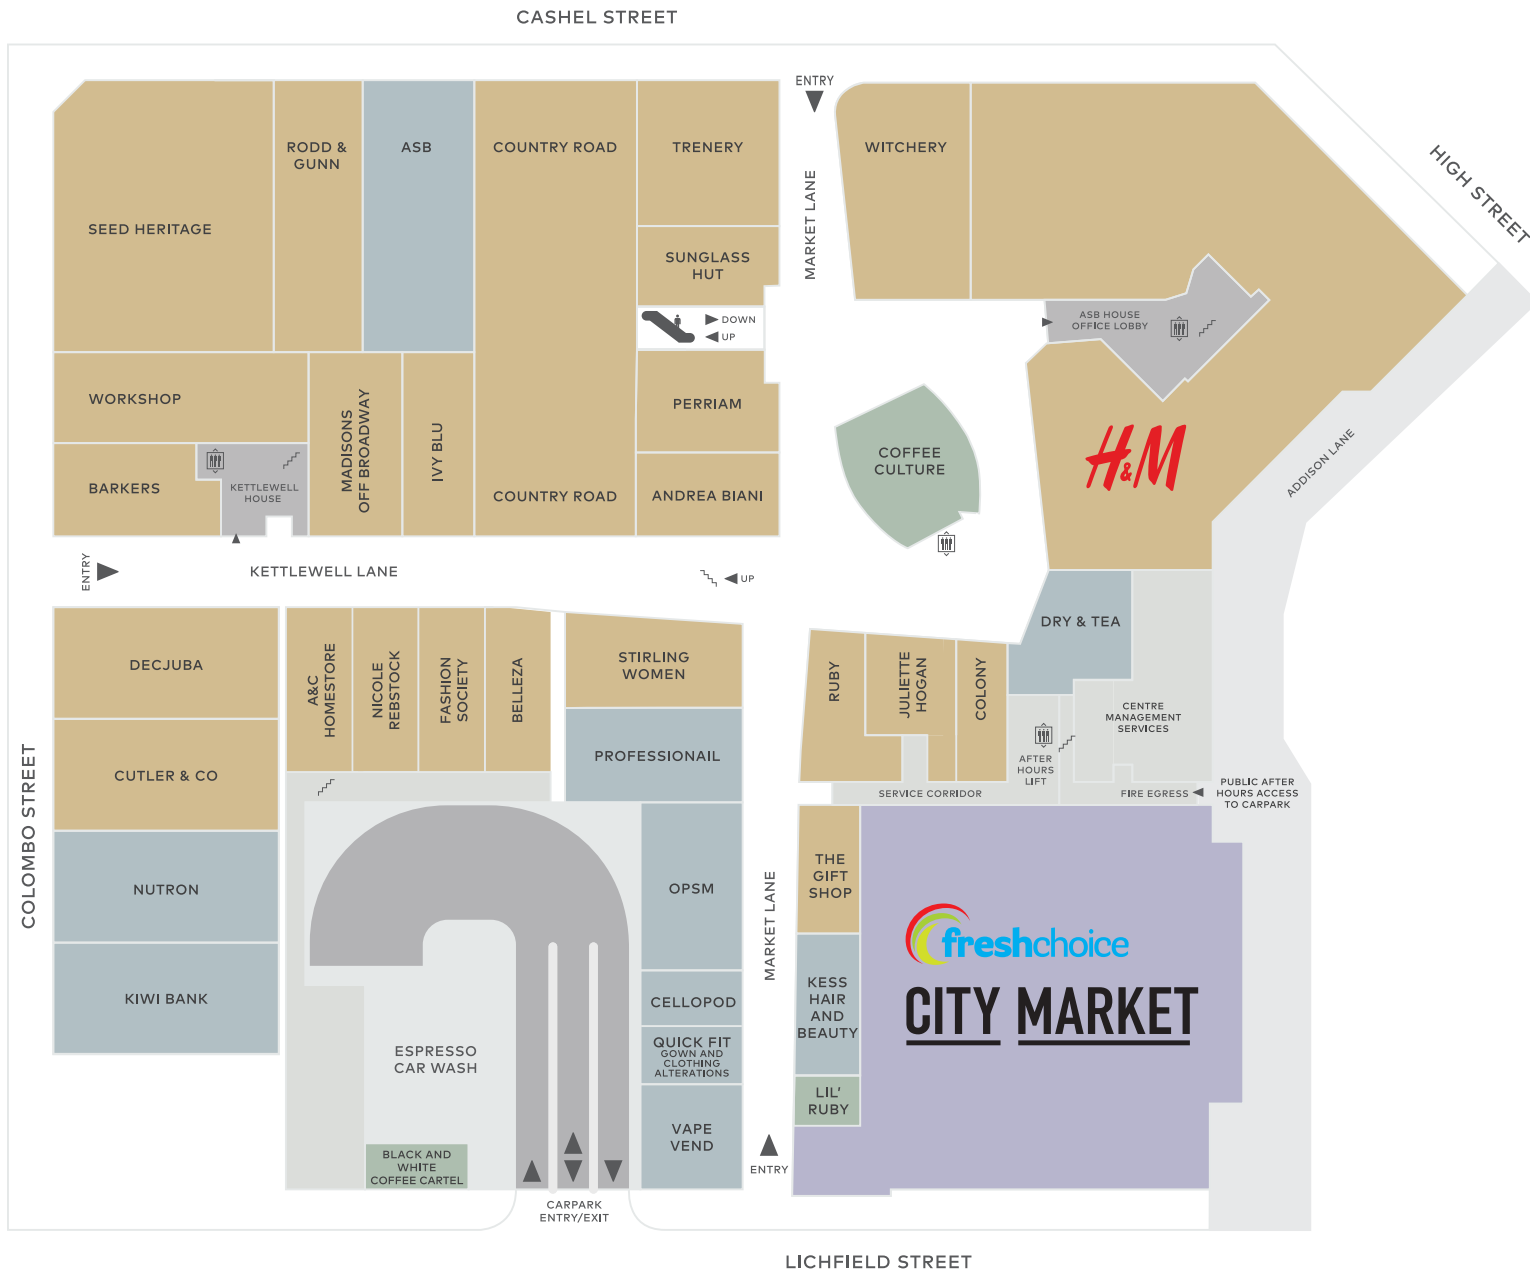 CASHEL STREET
ENTRY
RODD &
GUNN
ASB
COUNTRY ROAD
TRENERY
WITCHERY
MARKET LANE
HIGH STREET
SEED HERITAGE
SUNGLASS
HUT
DOWN
UP
ASB HOUSE
OFFICE LOBBY
WORKSHOP
MADISONS
OFF BROADWAY
IVY BLU
PERRIAM
COFFEE
CULTURE
H&M
ADDISON LANE
BARKERS
KETTLEWELL
HOUSE
COUNTRY ROAD
ANDREA BIANI
ENTRY
KETTLEWELL LANE
UP
DECJUBA
A&C
HOMESTORE
NICOLE
REBSTOCK
FASHION
SOCIETY
BELLEZA
STIRLING
WOMEN
RUBY
JULIETTE
HOGAN
COLONY
DRY & TEA
CENTRE
MANAGEMENT
SERVICES
CUTLER & CO
PROFESSIONAIL
AFTER
HOURS
LIFT
SERVICE CORRIDOR
FIRE EGRESS
PUBLIC AFTER
HOURS ACCESS
TO CARPARK
COLOMBO STREET
NUTRON
OPSM
MARKET LANE
THE
GIFT
SHOP
freshchoice
CITY MARKET
KIWI BANK
CELLOPOD
KESS
HAIR
AND
BEAUTY
ESPRESSO
CAR WASH
QUICK FIT
GOWN AND
CLOTHING
ALTERATIONS
LIL'
RUBY
VAPE
VEND
BLACK AND
WHITE
COFFEE CARTEL
ENTRY
CARPARK
ENTRY/EXIT
LICHFIELD STREET